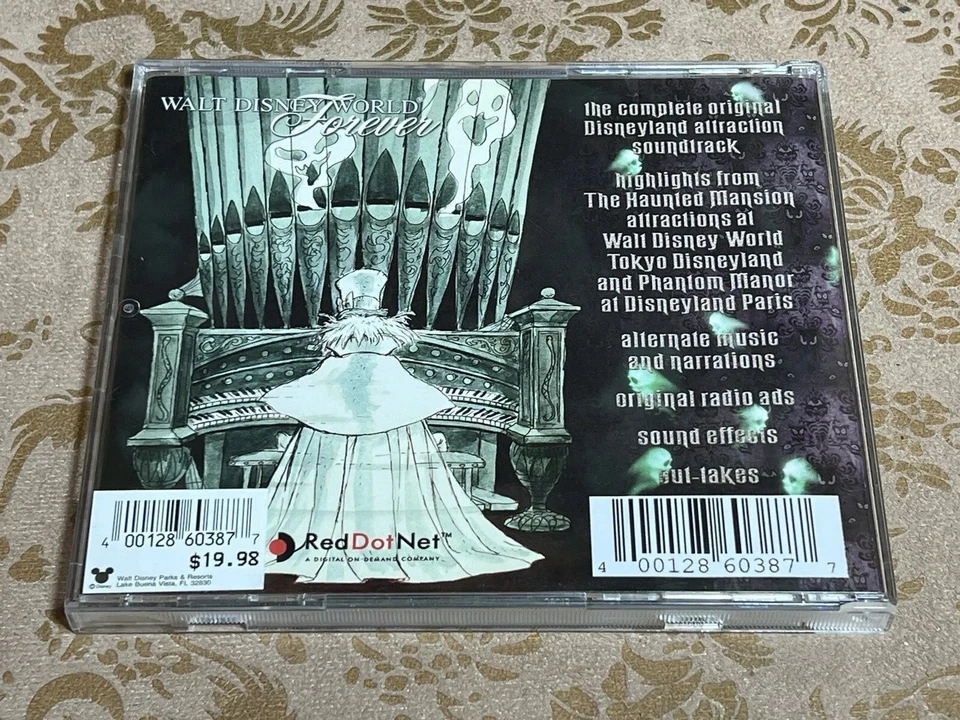 WALT DISNEY WORLD
Forever
the complete original
Disneyland attraction
soundtrack
highlights from
The Haunted Mansion
attractions at
Walt Disney World
Tokyo Disneyland
and Phantom Manor
at Disneyland Paris
alternate music
and narrations
original radio ads
sound effects
out-takes
4 00128 60387 7
$19.98
© Disney
Walt Disney Parks & Resorts
Lake Buena Vista, FL 32830
RedDotNet™
A DIGITAL ON-DEMAND COMPANY
4 00128 60387 7